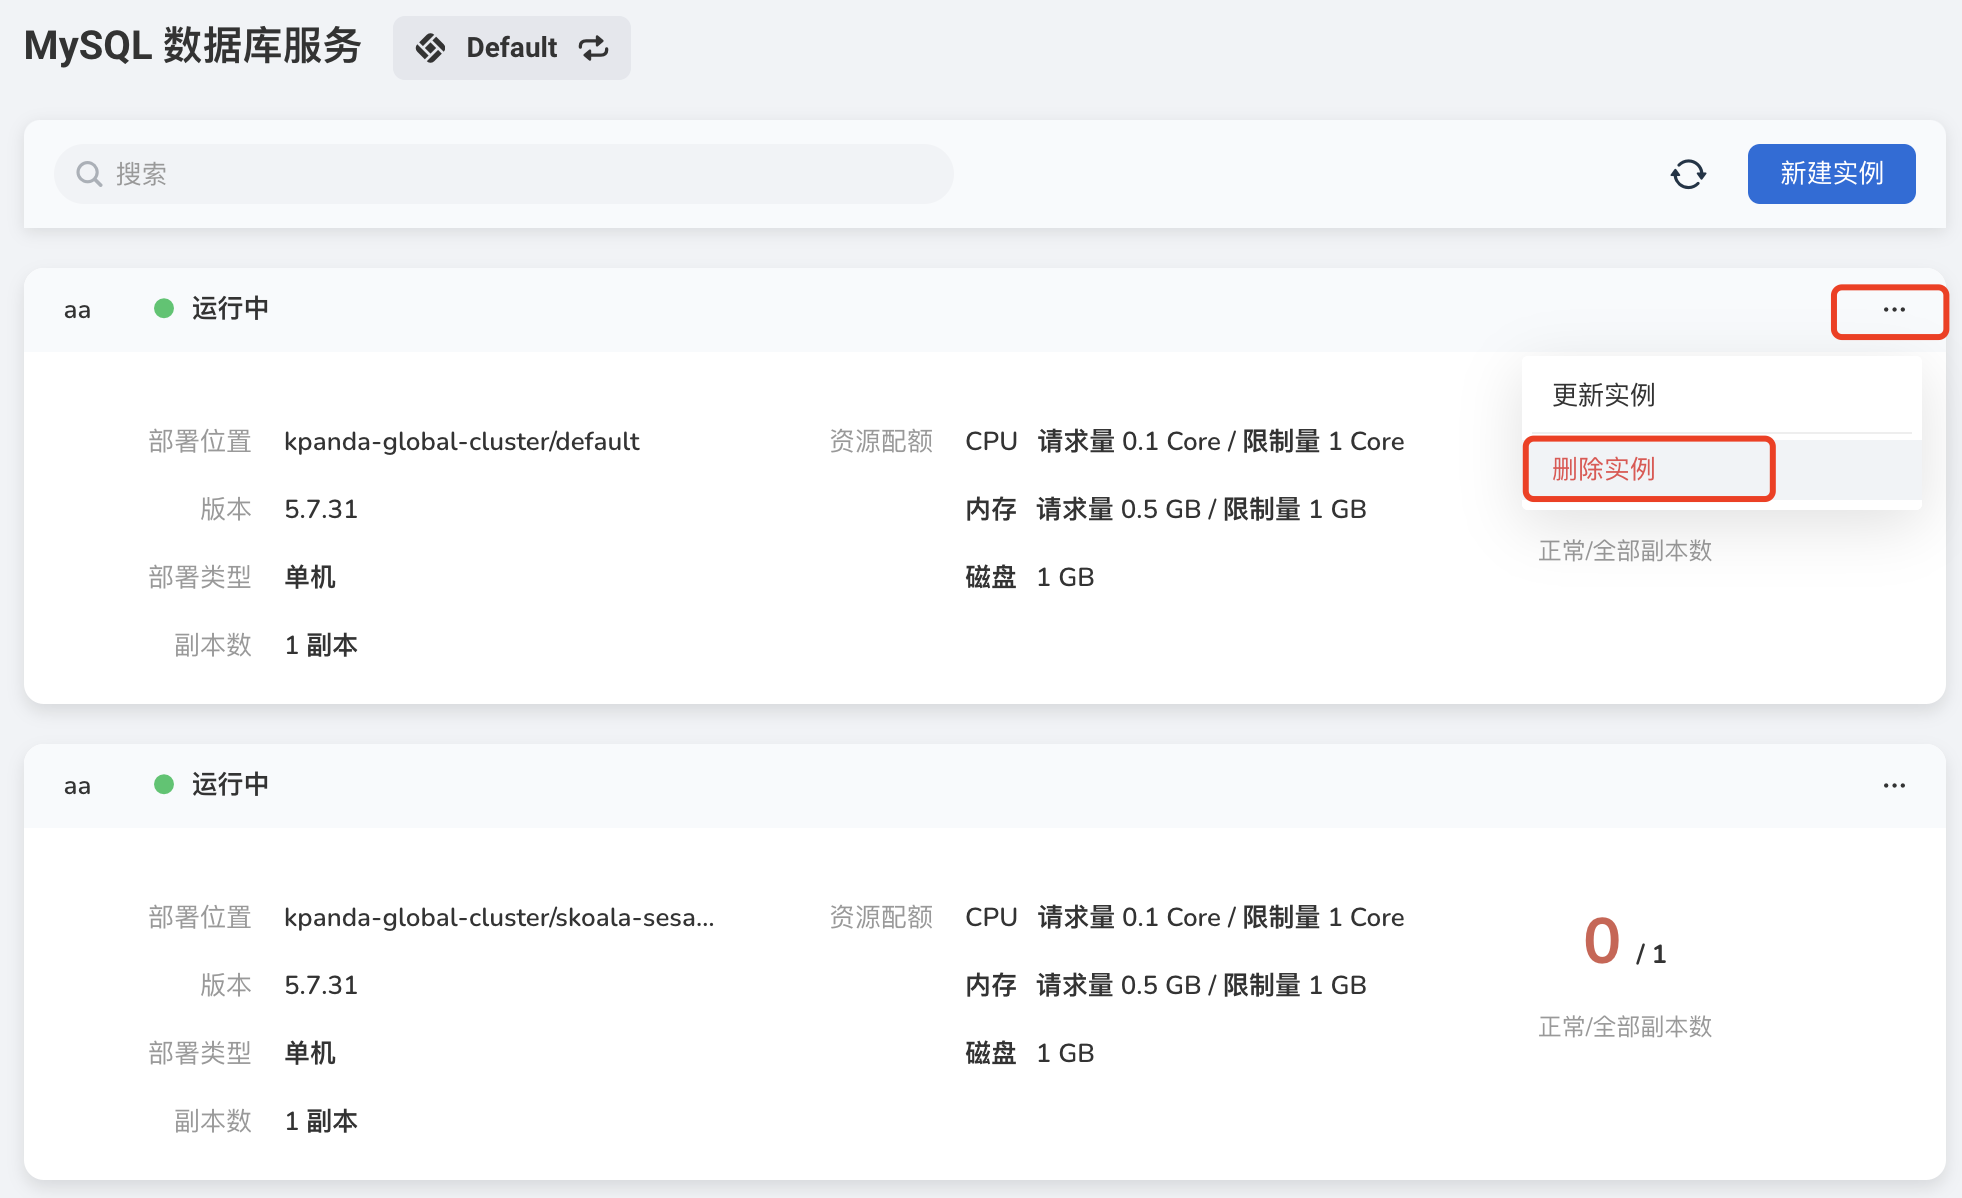 MySQL 数据库服务
Default
搜索
新建实例
aa
运行中
...
更新实例
删除实例
部署位置 kpanda-global-cluster/default
资源配额 CPU 请求量 0.1 Core / 限制量 1 Core
版本 5.7.31
内存 请求量 0.5 GB / 限制量 1 GB
正常/全部副本数
部署类型 单机
磁盘 1 GB
副本数 1 副本
aa
运行中
...
部署位置 kpanda-global-cluster/skoala-sesa...
资源配额 CPU 请求量 0.1 Core / 限制量 1 Core
0 / 1
版本 5.7.31
内存 请求量 0.5 GB / 限制量 1 GB
正常/全部副本数
部署类型 单机
磁盘 1 GB
副本数 1 副本